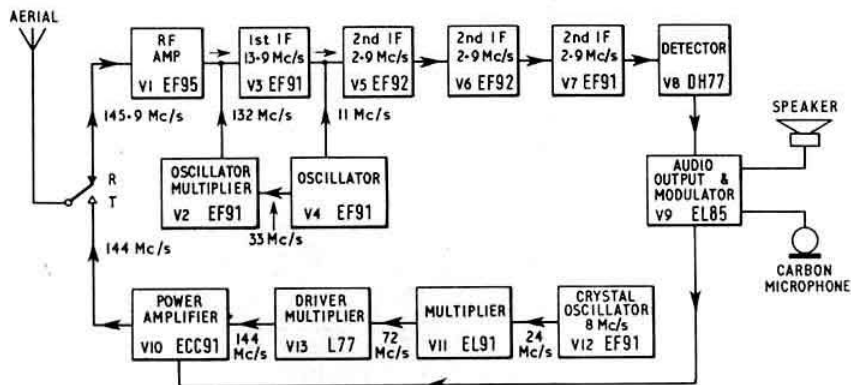 AERIAL
RF
AMP
V1 EF95
1st IF
13·9 Mc/s
V3 EF91
2nd IF
2·9 Mc/s
V5 EF92
2nd IF
2·9 Mc/s
V6 EF92
2nd IF
2·9 Mc/s
V7 EF91
DETECTOR
V8 DH77
SPEAKER
145·9 Mc/s
132 Mc/s
11 Mc/s
OSCILLATOR
MULTIPLIER
V2 EF91
OSCILLATOR
V4 EF91
33 Mc/s
AUDIO
OUTPUT &
MODULATOR
V9 EL85
R
T
CARBON
MICROPHONE
144 Mc/s
POWER
AMPLIFIER
V10 ECC91
144
Mc/s
DRIVER
MULTIPLIER
V13 L77
72
Mc/s
MULTIPLIER
V11 EL91
24
Mc/s
CRYSTAL
OSCILLATOR
8 Mc/s
V12 EF91